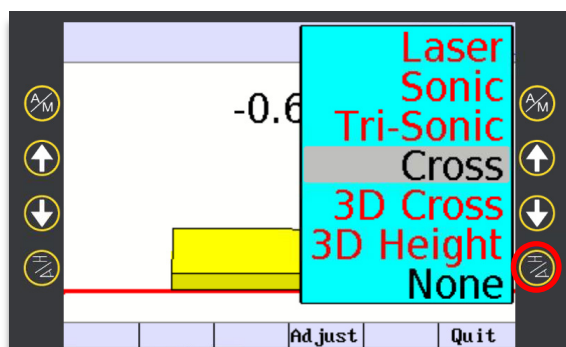 Laser
Sonic
-0.6
Tri-Sonic
Cross
3D Cross
3D Height
None
Adjust
Quit
A/M
A/M